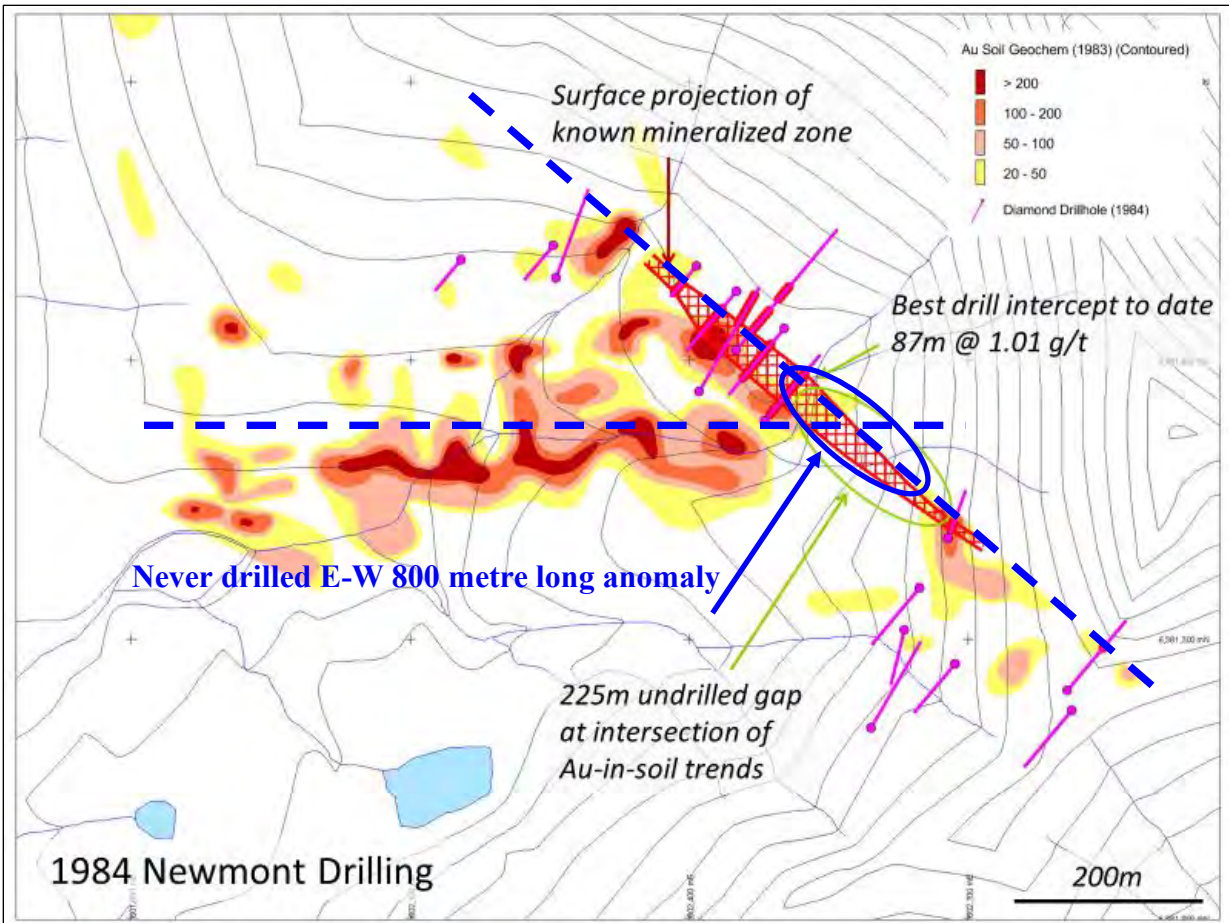 Au Soil Geochem (1983) (Contoured)
> 200
100 - 200
50 - 100
20 - 50
Diamond Drillhole (1984)
Surface projection of
known mineralized zone
Best drill intercept to date
87m @ 1.01 g/t
Never drilled E-W 800 metre long anomaly
225m undrilled gap
at intersection of
Au-in-soil trends
1984 Newmont Drilling
200m